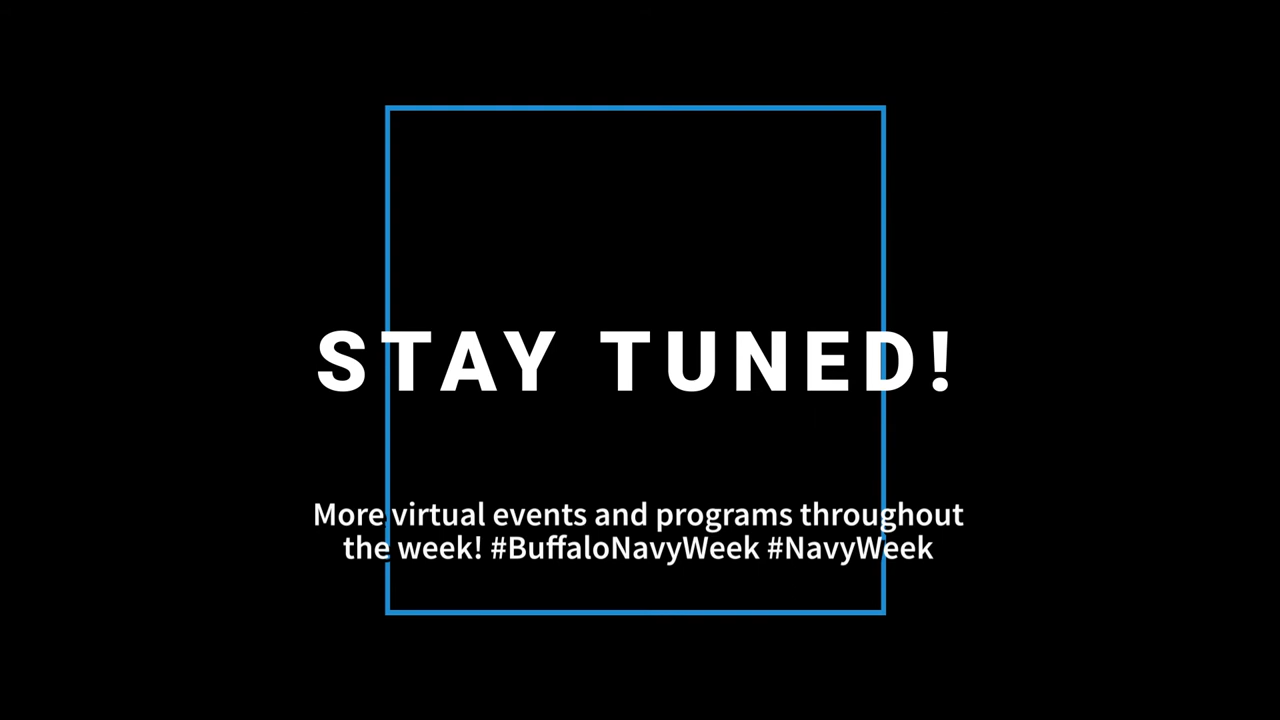 STAY TUNED!
More virtual events and programs throughout
the week! #BuffaloNavyWeek #NavyWeek